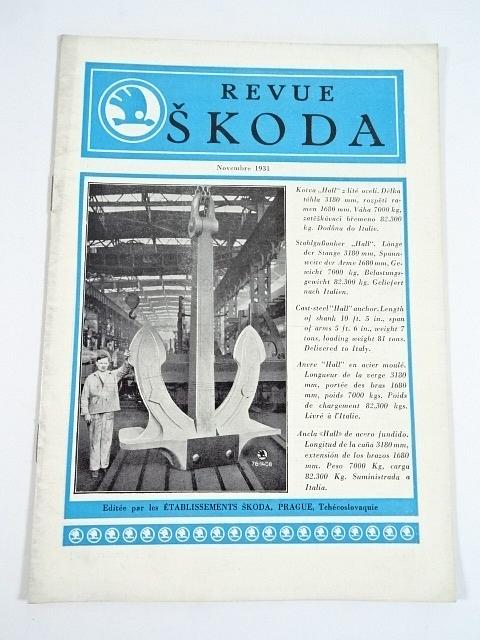 REVUE
ŠKODA
Novembre 1931
Kotva „Hall" z lité oceli. Délka
táhla 3180 mm, rozpětí ra-
men 1680 mm. Váha 7000 kg,
zatěžkávací břemeno 82.300
kg. Dodána do Italie.
Stahlgußanker „Hall". Länge
der Stange 3180 mm, Spann-
weite der Arme 1680 mm, Ge-
wicht 7000 kg, Belastungs-
gewicht 82.300 kg. Geliefert
nach Italien.
Cast-steel "Hall" anchor. Length
of shank 10 ft. 5 in., span
of arms 5 ft. 6 in., weight 7
tons, loading weight 81 tons.
Delivered to Italy.
Ancre "Hall" en acier moulé.
Longueur de la verge 3180
mm, portée des bras 1680
mm, poids 7000 kgs. Poids
de chargement 82.300 kgs.
Livré à l'Italie.
Ancla «Hall» de acero fundido.
Longitud de la caña 3180 mm,
extensión de los brazos 1680
mm. Peso 7000 Kg, carga
82.300 Kg. Suministrada a
Italia.
Editée par les ÉTABLISSEMENTS ŠKODA, PRAGUE, Tchécoslovaquie